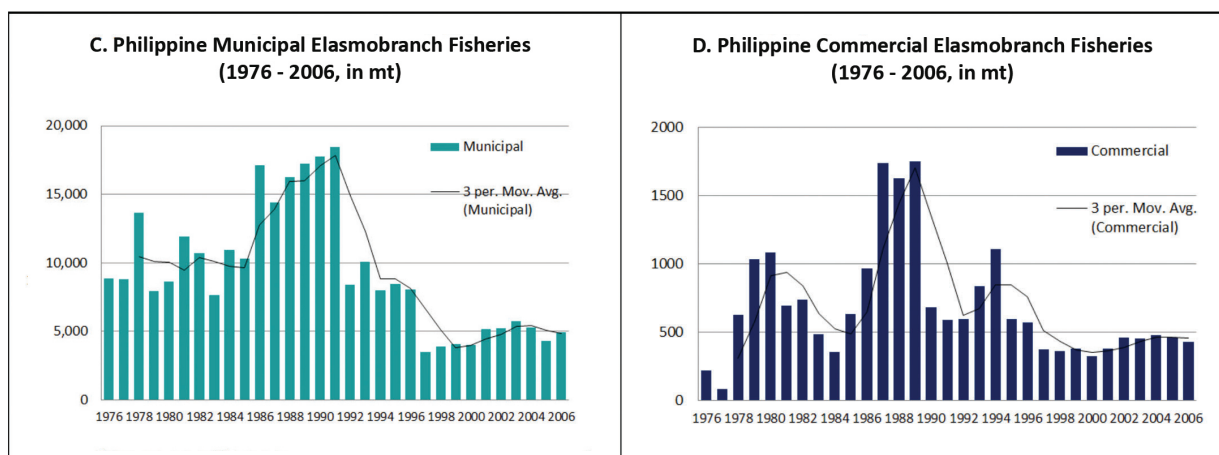 C. Philippine Municipal Elasmobranch Fisheries
(1976 - 2006, in mt)
20,000
15,000
10,000
5,000
0
Municipal
3 per. Mov. Avg.
(Municipal)
1976 1978 1980 1982 1984 1986 1988 1990 1992 1994 1996 1998 2000 2002 2004 2006
D. Philippine Commercial Elasmobranch Fisheries
(1976 - 2006, in mt)
2000
1500
1000
500
0
Commercial
3 per. Mov. Avg.
(Commercial)
1976 1978 1980 1982 1984 1986 1988 1990 1992 1994 1996 1998 2000 2002 2004 2006